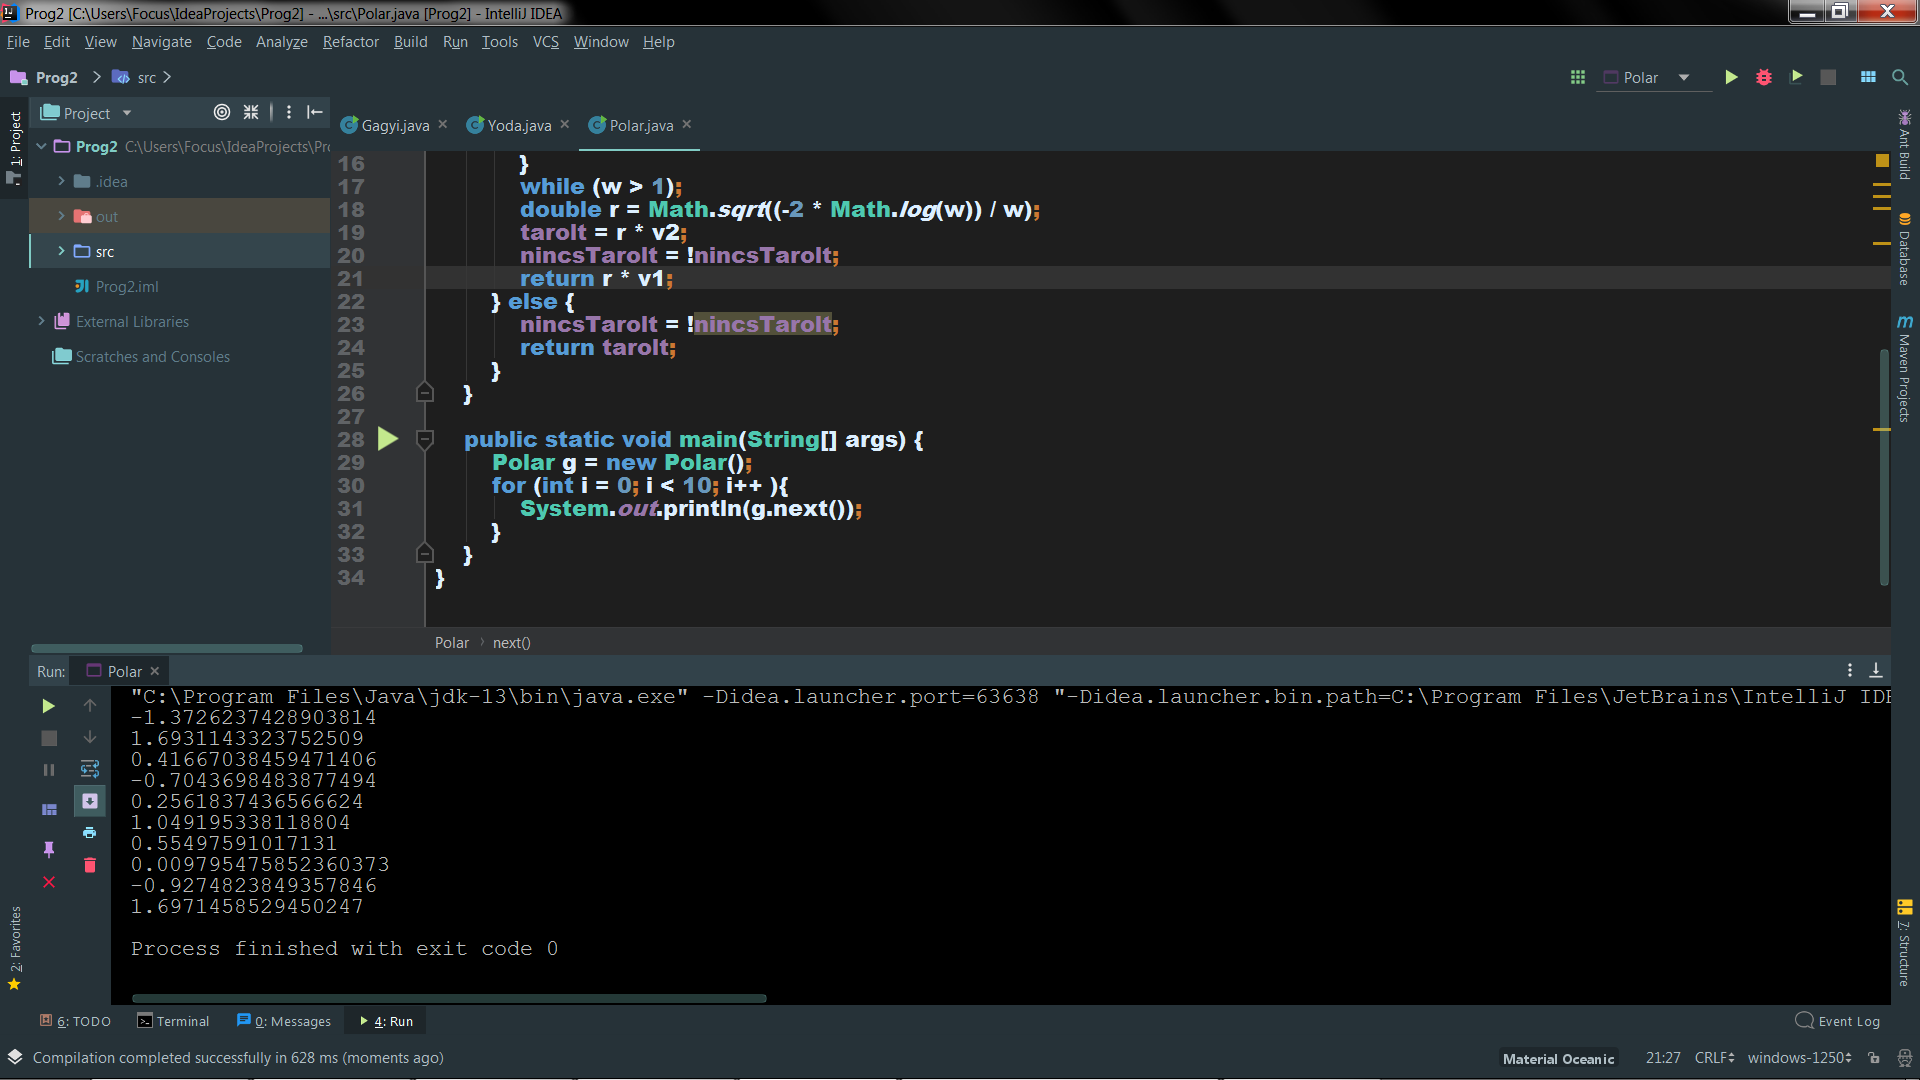 Prog2 [C:\Users\Focus\IdeaProjects\Prog2] - ...\src\Polar.java [Prog2] - IntelliJ IDEA
File Edit View Navigate Code Analyze Refactor Build Run Tools VCS Window Help
Prog2 src
Polar
1: Project
Project
Prog2 C:\Users\Focus\IdeaProjects\Pr
.idea
out
src
Prog2.iml
External Libraries
Scratches and Consoles
Gagyi.java Yoda.java Polar.java
16 }
17 while (w > 1);
18 double r = Math.sqrt((-2 * Math.log(w)) / w);
19 tarolt = r * v2;
20 nincsTarolt = !nincsTarolt;
21 return r * v1;
22 } else {
23 nincsTarolt = !nincsTarolt;
24 return tarolt;
25 }
26 }
27
28 public static void main(String[] args) {
29 Polar g = new Polar();
30 for (int i = 0; i < 10; i++ ){
31 System.out.println(g.next());
32 }
33 }
34 }
Polar next()
Ant Build
Database
Maven Projects
7: Structure
2: Favorites
Run: Polar
"C:\Program Files\Java\jdk-13\bin\java.exe" -Didea.launcher.port=63638 "-Didea.launcher.bin.path=C:\Program Files\JetBrains\IntelliJ IDE
-1.3726237428903814
1.6931143323752509
0.41667038459471406
-0.7043698483877494
0.2561837436566624
1.049195338118804
0.55497591017131
0.009795475852360373
-0.92748238493578​46
1.6971458529450247
Process finished with exit code 0
6: TODO Terminal 0: Messages 4: Run Event Log
Compilation completed successfully in 628 ms (moments ago) Material Oceanic 21:27 CRLF windows-1250